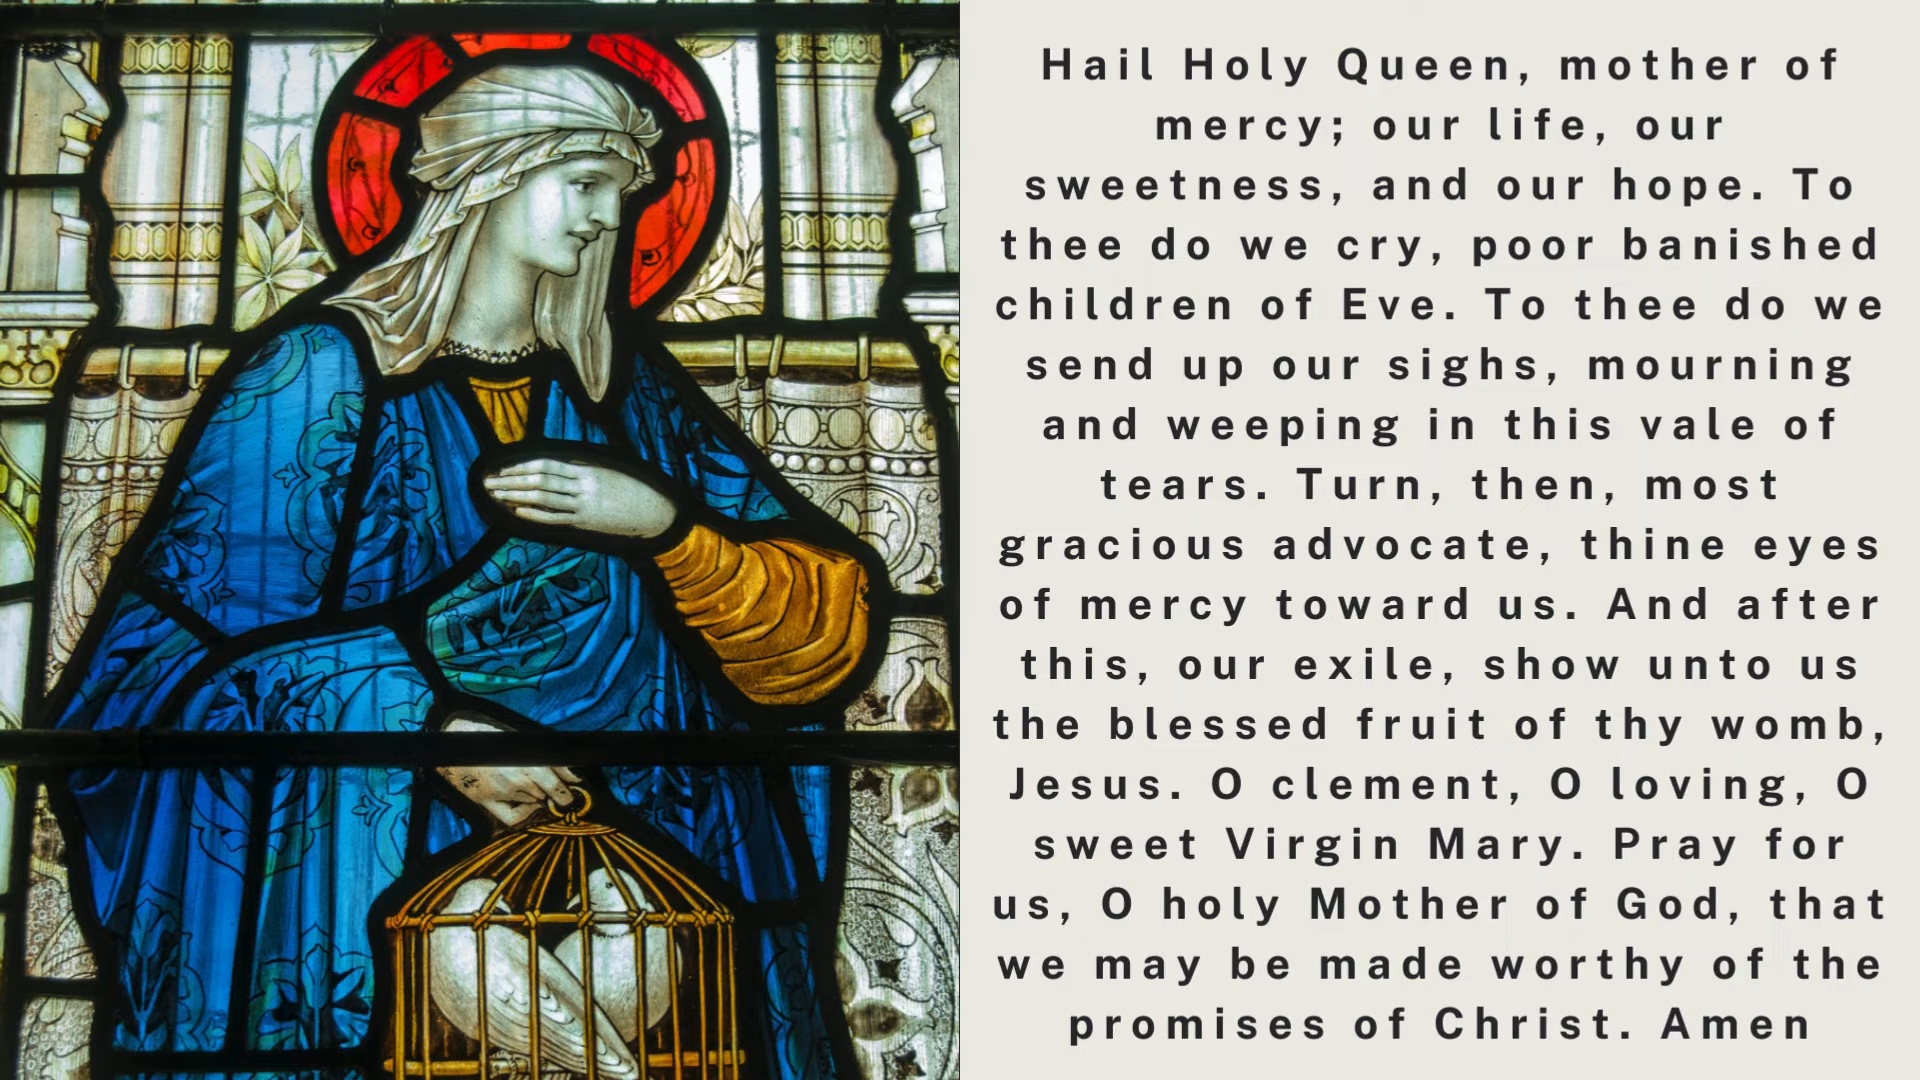 Hail Holy Queen, mother of
mercy; our life, our
sweetness, and our hope. To
thee do we cry, poor banished
children of Eve. To thee do we
send up our sighs, mourning
and weeping in this vale of
tears. Turn, then, most
gracious advocate, thine eyes
of mercy toward us. And after
this, our exile, show unto us
the blessed fruit of thy womb,
Jesus. O clement, O loving, O
sweet Virgin Mary. Pray for
us, O holy Mother of God, that
we may be made worthy of the
promises of Christ. Amen